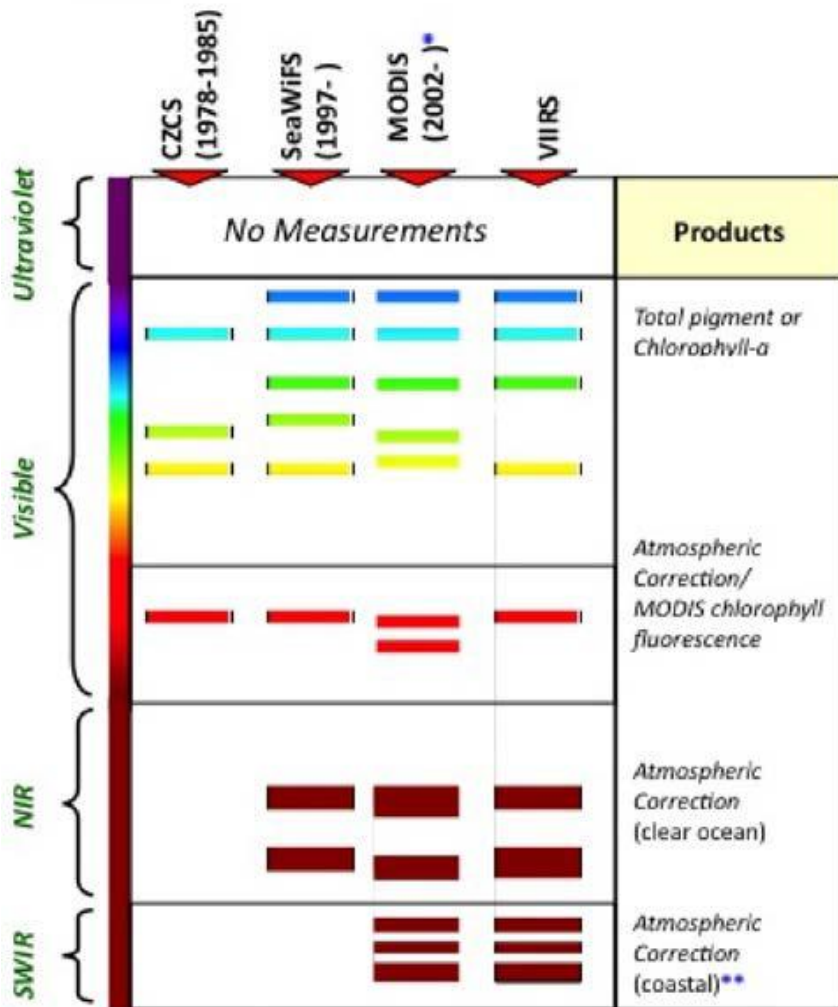 CZCS
(1978-1985)
SeaWiFS
(1997- )
MODIS
(2002- )*
VIIRS
Ultraviolet
No Measurements
Products
Visible
Total pigment or
Chlorophyll-a
Atmospheric
Correction/
MODIS chlorophyll
fluorescence
NIR
Atmospheric
Correction
(clear ocean)
SWIR
Atmospheric
Correction
(coastal)**